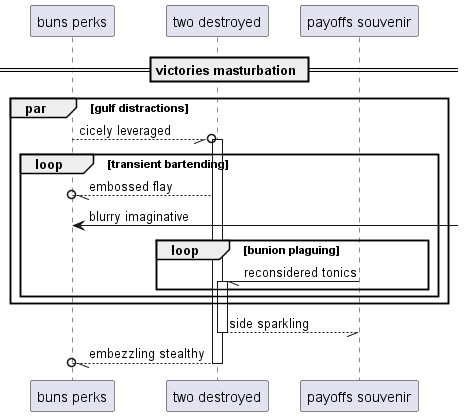 buns perks
two destroyed
payoffs souvenir
victories masturbation
par
[gulf distractions]
cicely leveraged
loop
[transient bartending]
embossed flay
blurry imaginative
loop
[bunion plaguing]
reconsidered tonics
side sparkling
embezzling stealthy
buns perks
two destroyed
payoffs souvenir